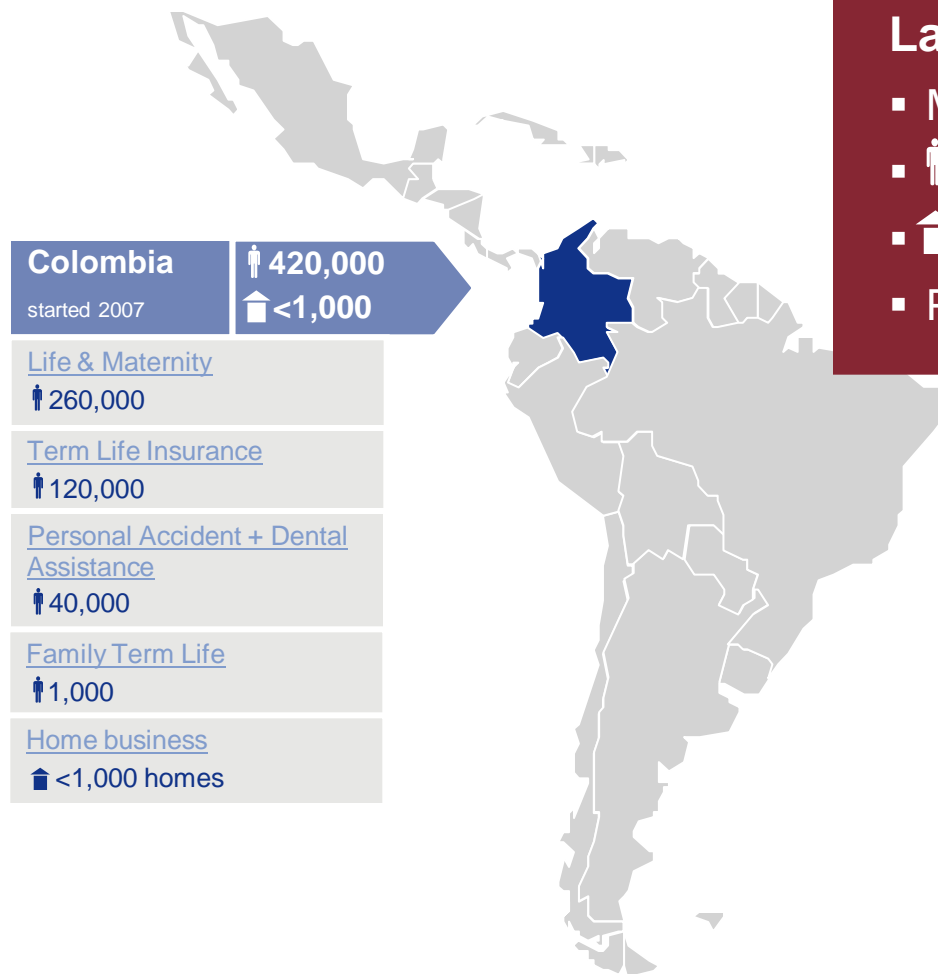 Colombia
started 2007
420,000
<1,000
Life & Maternity
260,000
Term Life Insurance
120,000
Personal Accident + Dental
Assistance
40,000
Family Term Life
1,000
Home business
<1,000 homes